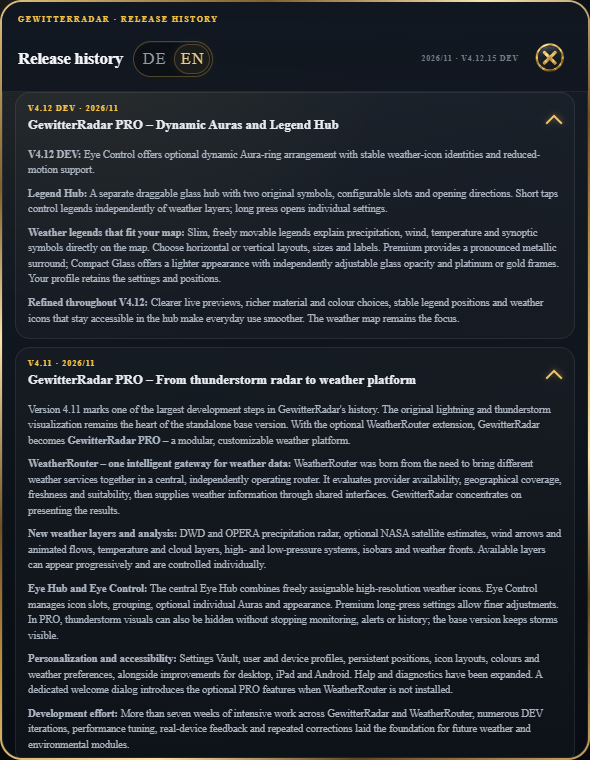 GEWITTERRADAR · RELEASE HISTORY
Release history
DE EN
2026/11 · V4.12.15 DEV
V4.12 DEV · 2026/11
GewitterRadar PRO – Dynamic Auras and Legend Hub
V4.12 DEV: Eye Control offers optional dynamic Aura-ring arrangement with stable weather-icon identities and reduced-
motion support.
Legend Hub: A separate draggable glass hub with two original symbols, configurable slots and opening directions. Short taps
control legends independently of weather layers; long press opens individual settings.
Weather legends that fit your map: Slim, freely movable legends explain precipitation, wind, temperature and synoptic
symbols directly on the map. Choose horizontal or vertical layouts, sizes and labels. Premium provides a pronounced metallic
surround; Compact Glass offers a lighter appearance with independently adjustable glass opacity and platinum or gold frames.
Your profile retains the settings and positions.
Refined throughout V4.12: Clearer live previews, richer material and colour choices, stable legend positions and weather
icons that stay accessible in the hub make everyday use smoother. The weather map remains the focus.
V4.11 · 2026/11
GewitterRadar PRO – From thunderstorm radar to weather platform
Version 4.11 marks one of the largest development steps in GewitterRadar's history. The original lightning and thunderstorm
visualization remains the heart of the standalone base version. With the optional WeatherRouter extension, GewitterRadar
becomes GewitterRadar PRO – a modular, customizable weather platform.
WeatherRouter – one intelligent gateway for weather data: WeatherRouter was born from the need to bring different
weather services together in a central, independently operating router. It evaluates provider availability, geographical coverage,
freshness and suitability, then supplies weather information through shared interfaces. GewitterRadar concentrates on
presenting the results.
New weather layers and analysis: DWD and OPERA precipitation radar, optional NASA satellite estimates, wind arrows and
animated flows, temperature and cloud layers, high- and low-pressure systems, isobars and weather fronts. Available layers
can appear progressively and are controlled individually.
Eye Hub and Eye Control: The central Eye Hub combines freely assignable high-resolution weather icons. Eye Control
manages icon slots, grouping, optional individual Auras and appearance. Premium long-press settings allow finer adjustments.
In PRO, thunderstorm visuals can also be hidden without stopping monitoring, alerts or history; the base version keeps storms
visible.
Personalization and accessibility: Settings Vault, user and device profiles, persistent positions, icon layouts, colours and
weather preferences, alongside improvements for desktop, iPad and Android. Help and diagnostics have been expanded. A
dedicated welcome dialog introduces the optional PRO features when WeatherRouter is not installed.
Development effort: More than seven weeks of intensive work across GewitterRadar and WeatherRouter, numerous DEV
iterations, performance tuning, real-device feedback and repeated corrections laid the foundation for future weather and
environmental modules.